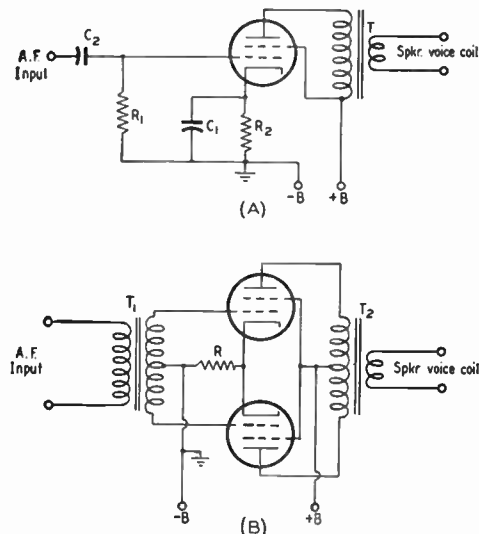 A.F.
Input
C2
R1
C1
R2
T
Spkr. voice coil
-B
+B
(A)
A.F.
Input
T1
R
T2
Spkr voice coil
-B
+B
(B)